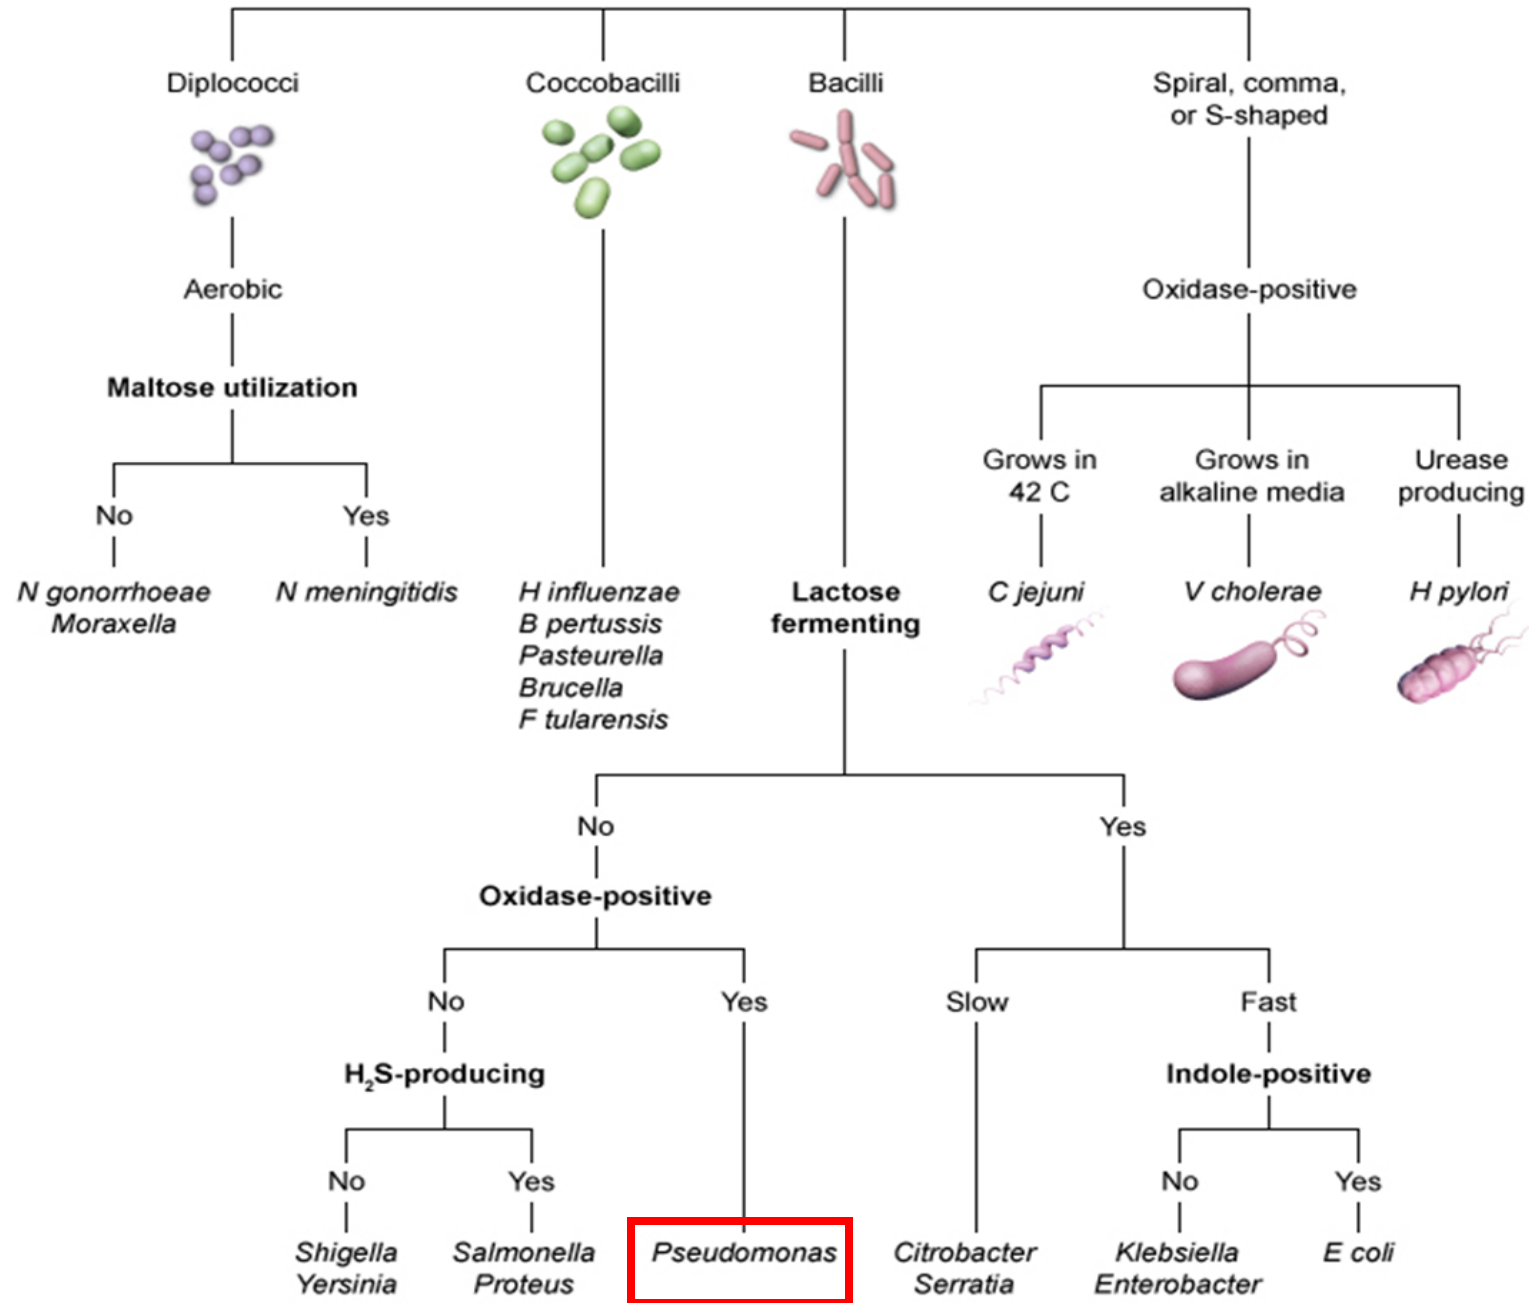 Diplococci
Coccobacilli
Bacilli
Spiral, comma,
or S-shaped
Aerobic
Oxidase-positive
Maltose utilization
Grows in
42 C
Grows in
alkaline media
Urease
producing
No
Yes
N gonorrhoeae
Moraxella
N meningitidis
H influenzae
B pertussis
Pasteurella
Brucella
F tularensis
Lactose
fermenting
C jejuni
V cholerae
H pylori
No
Yes
Oxidase-positive
No
Yes
Slow
Fast
H₂S-producing
Indole-positive
No
Yes
No
Yes
Shigella
Yersinia
Salmonella
Proteus
Pseudomonas
Citrobacter
Serratia
Klebsiella
Enterobacter
E coli